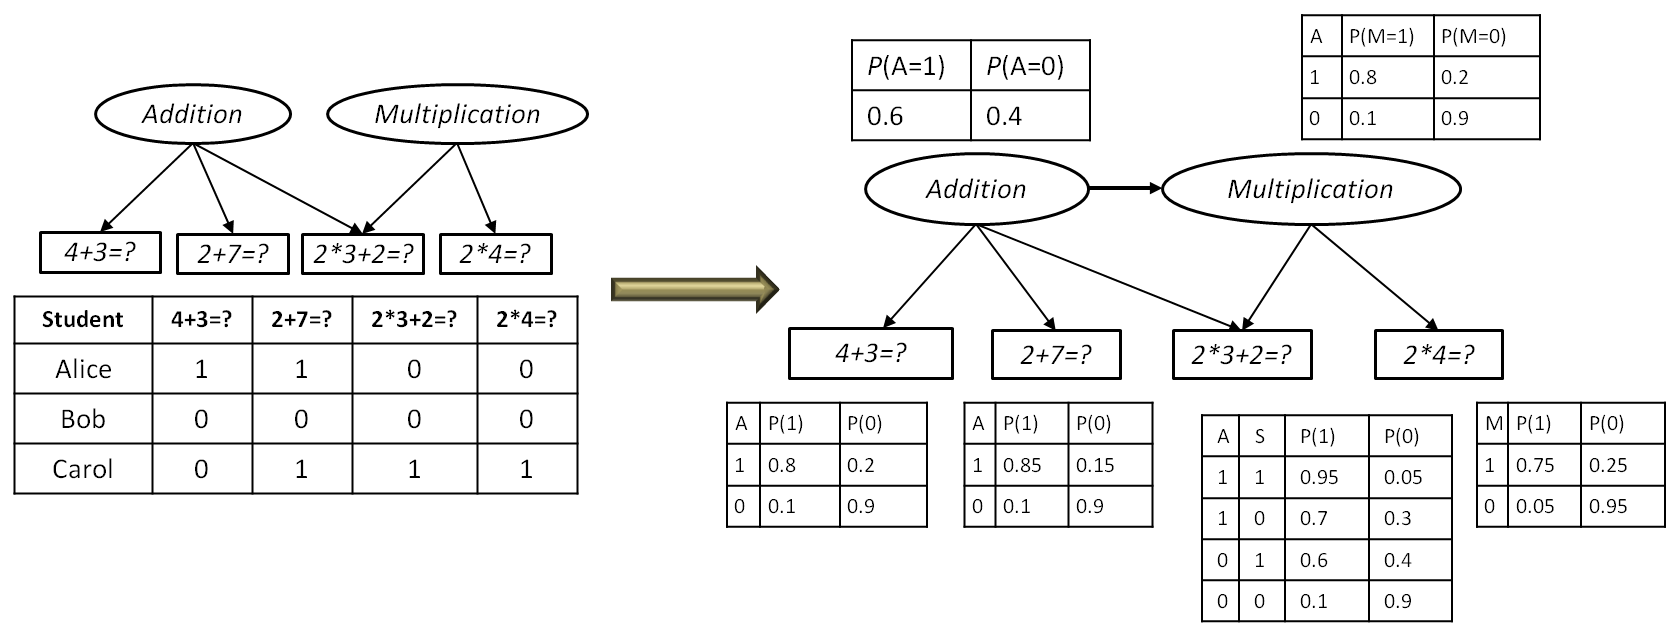 Addition Multiplication
4+3=? 2+7=? 2*3+2=? 2*4=?
Student 4+3=? 2+7=? 2*3+2=? 2*4=?
Alice 1 1 0 0
Bob 0 0 0 0
Carol 0 1 1 1
P(A=1) P(A=0)
0.6 0.4
A P(M=1) P(M=0)
1 0.8 0.2
0 0.1 0.9
Addition Multiplication
4+3=? 2+7=? 2*3+2=? 2*4=?
A P(1) P(0)
1 0.8 0.2
0 0.1 0.9
A P(1) P(0)
1 0.85 0.15
0 0.1 0.9
A S P(1) P(0)
1 1 0.95 0.05
1 0 0.7 0.3
0 1 0.6 0.4
0 0 0.1 0.9
M P(1) P(0)
1 0.75 0.25
0 0.05 0.95